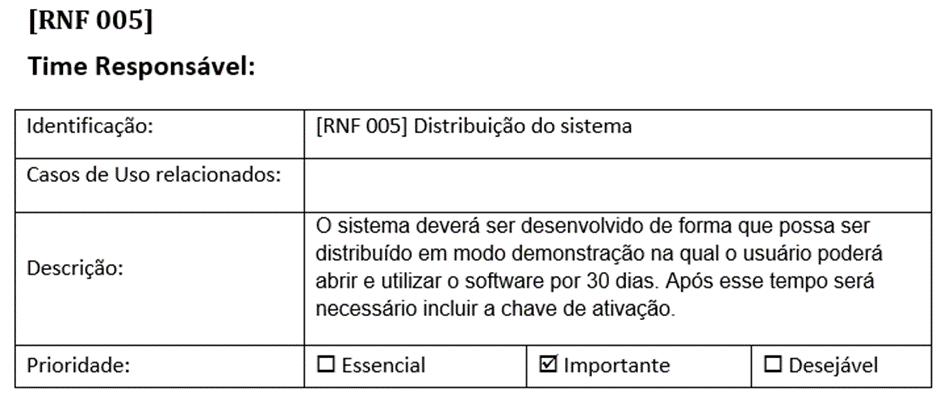 [RNF 005]
Time Responsável:
Identificação:
[RNF 005] Distribuição do sistema
Casos de Uso relacionados:
Descrição:
O sistema deverá ser desenvolvido de forma que possa ser
distribuído em modo demonstração na qual o usuário poderá
abrir e utilizar o software por 30 dias. Após esse tempo será
necessário incluir a chave de ativação.
Prioridade:
☐ Essencial
☑ Importante
☐ Desejável